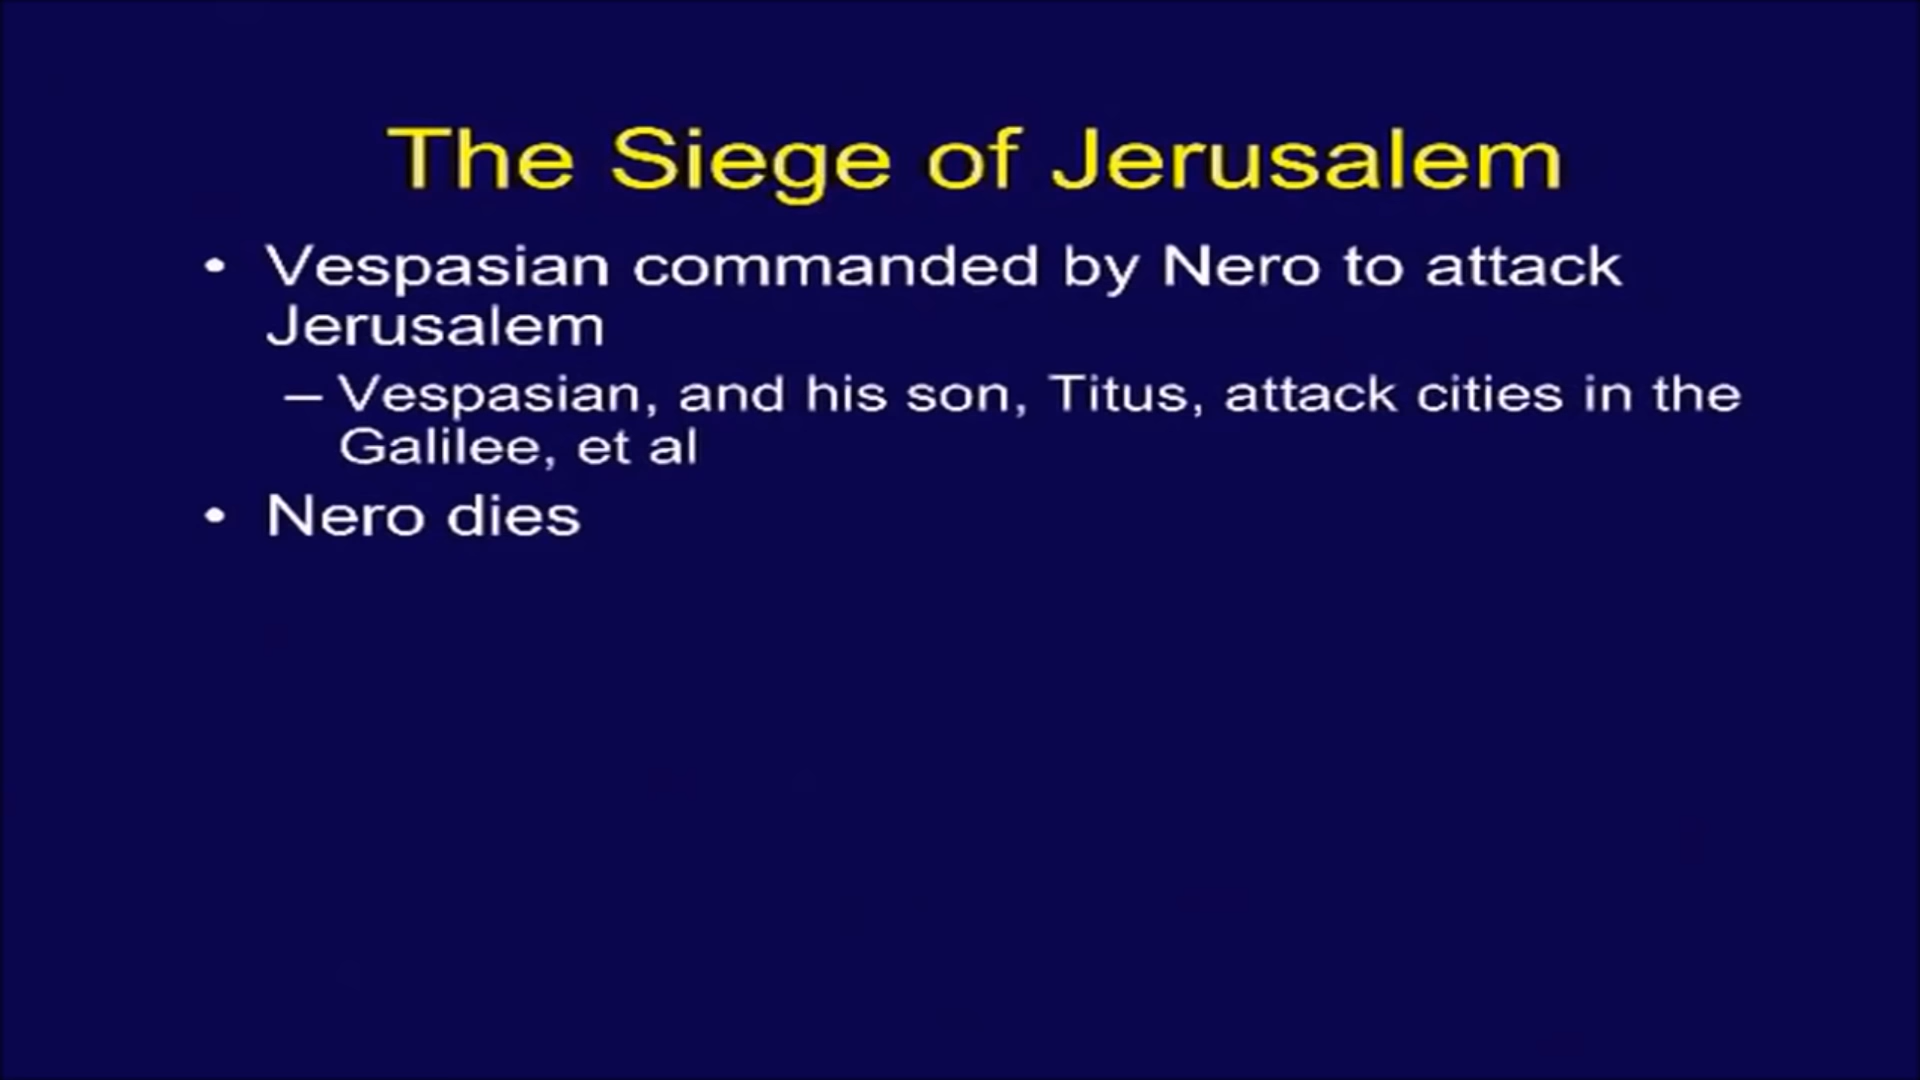 The Siege of Jerusalem
• Vespasian commanded by Nero to attack
Jerusalem
– Vespasian, and his son, Titus, attack cities in the
Galilee, et al
• Nero dies